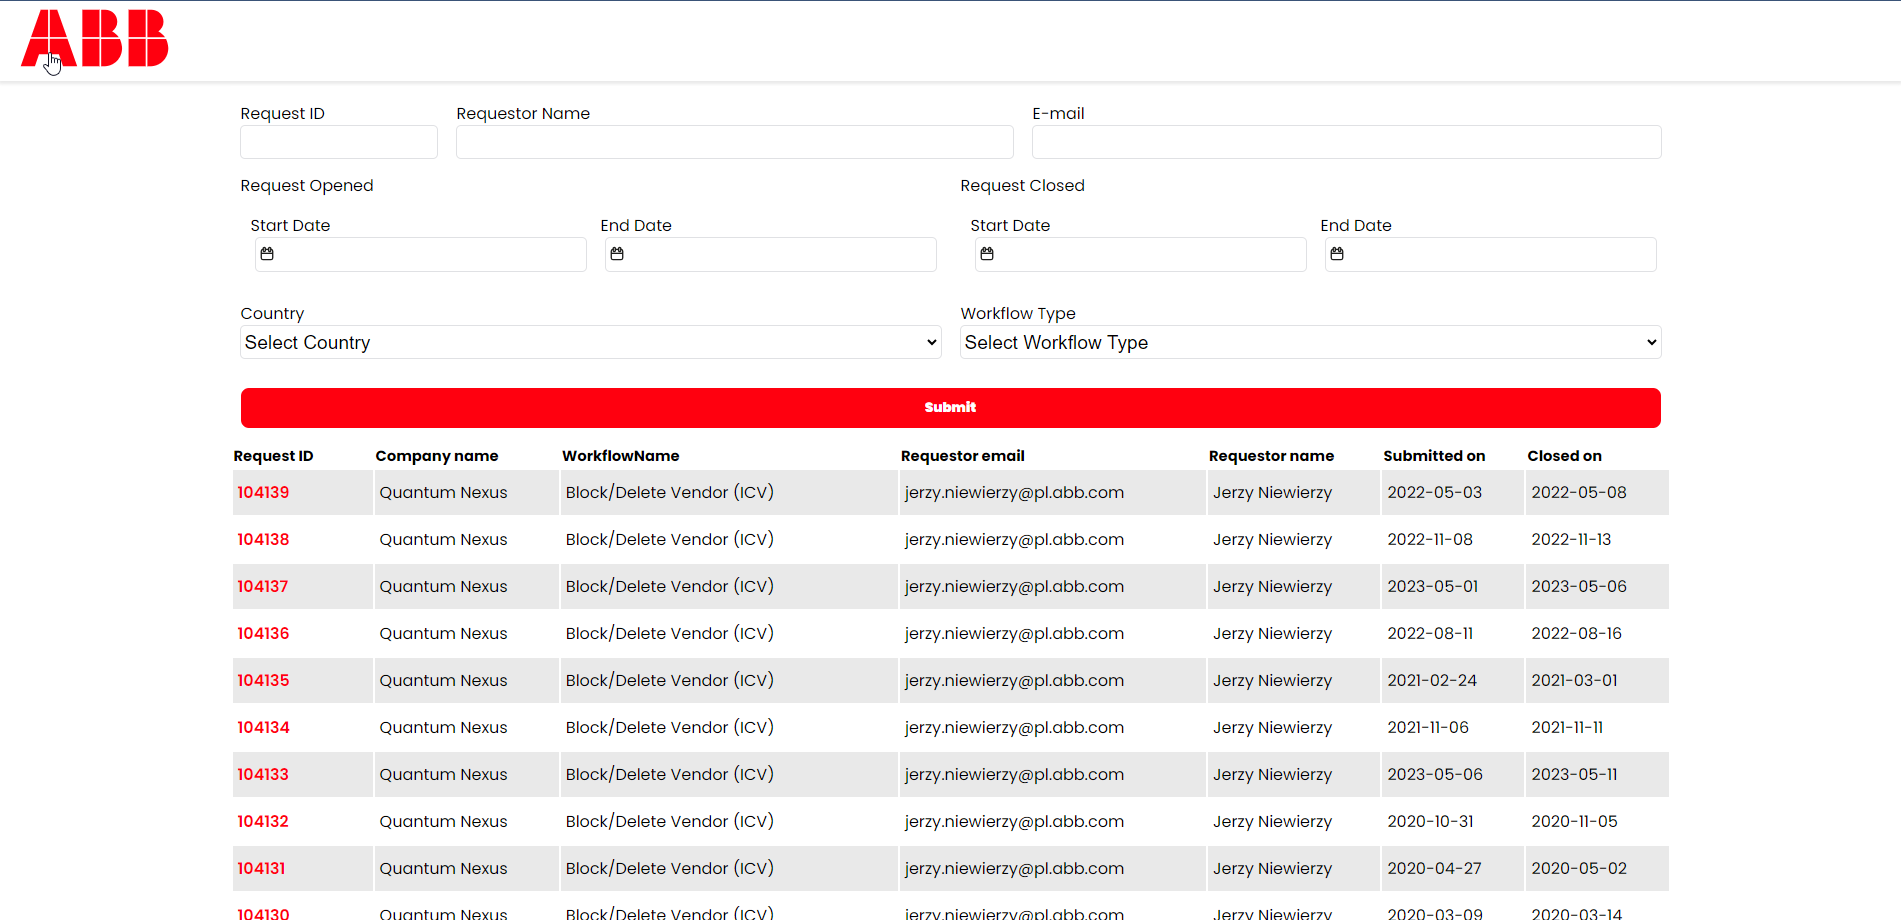 ABB
Request ID Requestor Name E-mail
Request Opened Request Closed
Start Date End Date Start Date End Date
Country Workflow Type
Select Country Select Workflow Type
Submit
Request ID Company name WorkflowName Requestor email Requestor name Submitted on Closed on
104139 Quantum Nexus Block/Delete Vendor (ICV) jerzy.niewierzy@pl.abb.com Jerzy Niewierzy 2022-05-03 2022-05-08
104138 Quantum Nexus Block/Delete Vendor (ICV) jerzy.niewierzy@pl.abb.com Jerzy Niewierzy 2022-11-08 2022-11-13
104137 Quantum Nexus Block/Delete Vendor (ICV) jerzy.niewierzy@pl.abb.com Jerzy Niewierzy 2023-05-01 2023-05-06
104136 Quantum Nexus Block/Delete Vendor (ICV) jerzy.niewierzy@pl.abb.com Jerzy Niewierzy 2022-08-11 2022-08-16
104135 Quantum Nexus Block/Delete Vendor (ICV) jerzy.niewierzy@pl.abb.com Jerzy Niewierzy 2021-02-24 2021-03-01
104134 Quantum Nexus Block/Delete Vendor (ICV) jerzy.niewierzy@pl.abb.com Jerzy Niewierzy 2021-11-06 2021-11-11
104133 Quantum Nexus Block/Delete Vendor (ICV) jerzy.niewierzy@pl.abb.com Jerzy Niewierzy 2023-05-06 2023-05-11
104132 Quantum Nexus Block/Delete Vendor (ICV) jerzy.niewierzy@pl.abb.com Jerzy Niewierzy 2020-10-31 2020-11-05
104131 Quantum Nexus Block/Delete Vendor (ICV) jerzy.niewierzy@pl.abb.com Jerzy Niewierzy 2020-04-27 2020-05-02
104130 Quantum Nexus Block/Delete Vendor (ICV) jerzy.niewierzy@pl.abb.com Jerzy Niewierzy 2020-03-09 2020-03-14